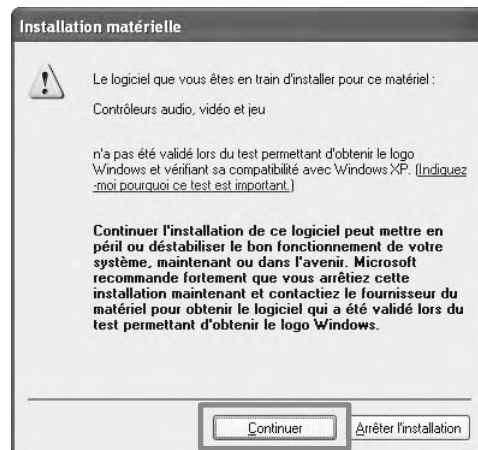 Installation matérielle
Le logiciel que vous êtes en train d'installer pour ce matériel :
Contrôleurs audio, vidéo et jeu
n'a pas été validé lors du test permettant d'obtenir le logo
Windows et vérifiant sa compatibilité avec Windows XP. (Indiquez
-moi pourquoi ce test est important.)
Continuer l'installation de ce logiciel peut mettre en
péril ou déstabiliser le bon fonctionnement de votre
système, maintenant ou dans l'avenir. Microsoft
recommande fortement que vous arrêtiez cette
installation maintenant et contactiez le fournisseur du
matériel pour obtenir le logiciel qui a été validé lors du
test permettant d'obtenir le logo Windows.
Continuer
Arrêter l'installation